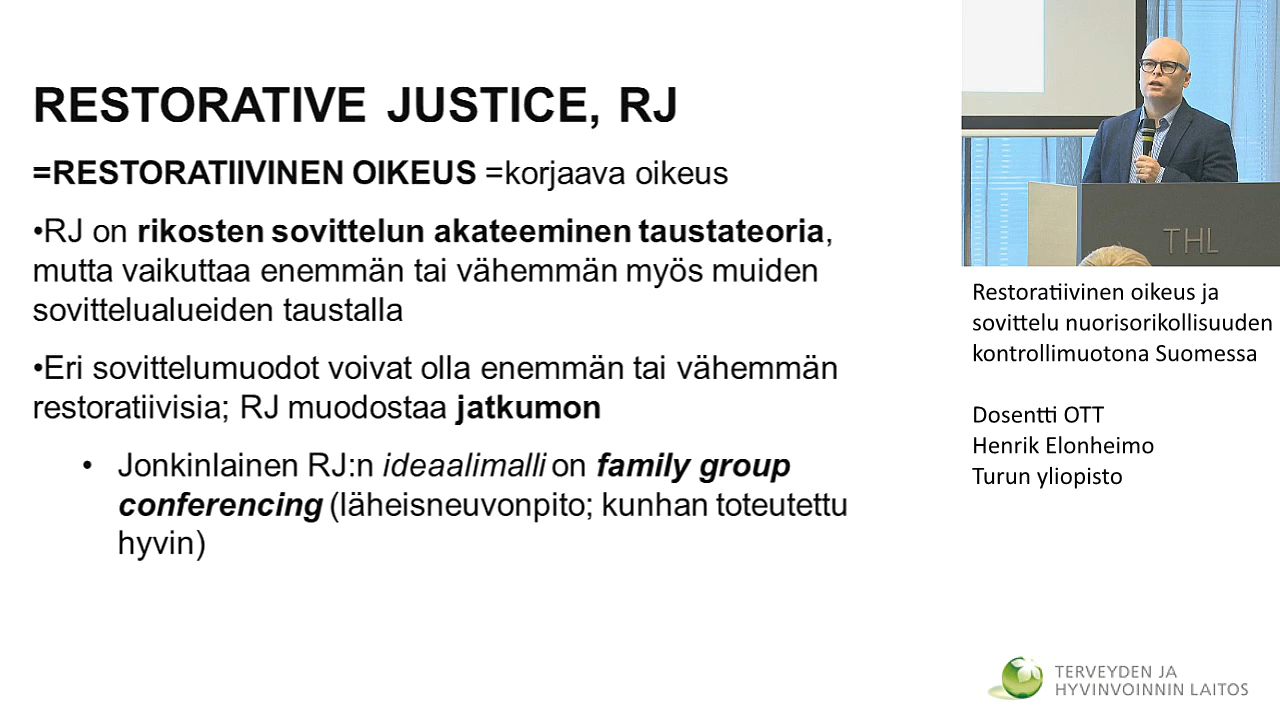 RESTORATIVE JUSTICE, RJ
=RESTORATIIVINEN OIKEUS =korjaava oikeus
•RJ on rikosten sovittelun akateeminen taustateoria,
mutta vaikuttaa enemmän tai vähemmän myös muiden
sovittelualueiden taustalla
•Eri sovittelumuodot voivat olla enemmän tai vähemmän
restoratiivisia; RJ muodostaa jatkumon
• Jonkinlainen RJ:n ideaalimalli on family group
conferencing (läheisneuvonpito; kunhan toteutettu
hyvin)
THL
Restoratiivinen oikeus ja
sovittelu nuorisorikollisuuden
kontrollimuotona Suomessa
Dosentti OTT
Henrik Elonheimo
Turun yliopisto
TERVEYDEN JA
HYVINVOINNIN LAITOS